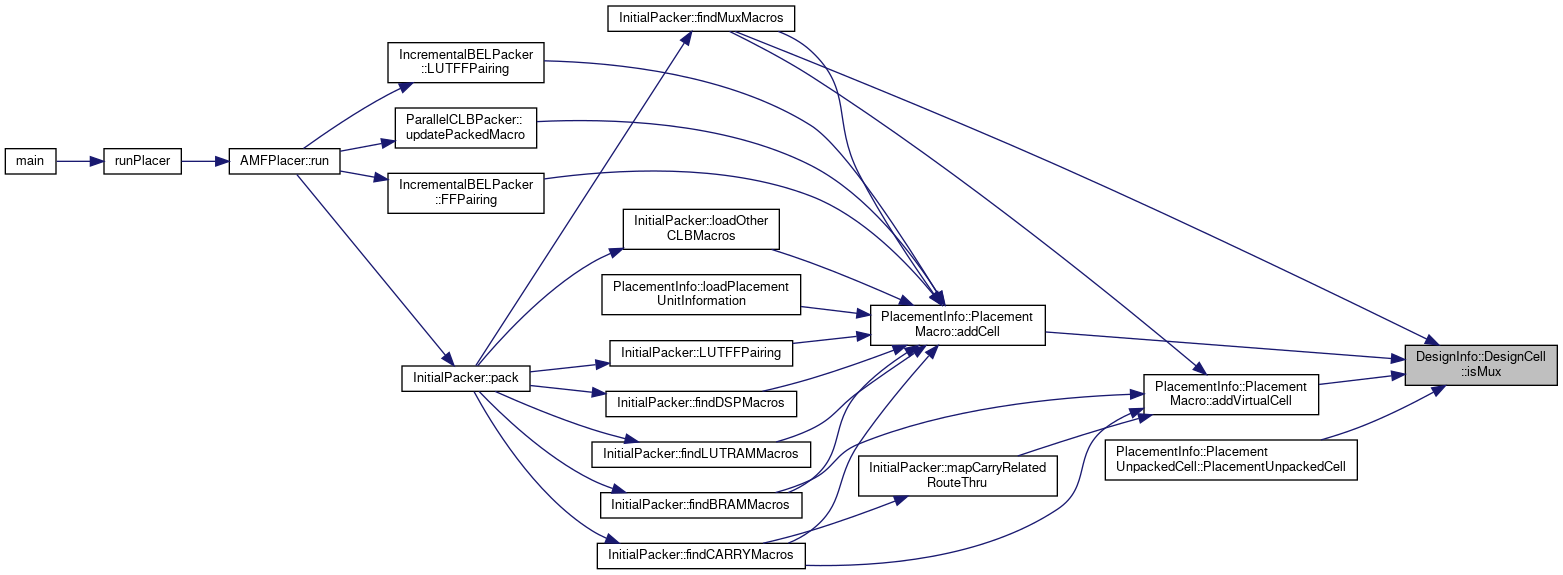 InitialPacker::findMuxMacros
IncrementalBELPacker
::LUTFFPairing
ParallelCLBPacker::
updatePackedMacro
main
runPlacer
AMFPlacer::run
IncrementalBELPacker
::FFPairing
InitialPacker::loadOther
CLBMacros
PlacementInfo::loadPlacement
UnitInformation
PlacementInfo::Placement
Macro::addCell
InitialPacker::LUTFFPairing
DesignInfo::DesignCell
::isMux
InitialPacker::pack
PlacementInfo::Placement
Macro::addVirtualCell
InitialPacker::findDSPMacros
InitialPacker::findLUTRAMMacros
PlacementInfo::Placement
UnpackedCell::PlacementUnpackedCell
InitialPacker::mapCarryRelated
RouteThru
InitialPacker::findBRAMMacros
InitialPacker::findCARRYMacros